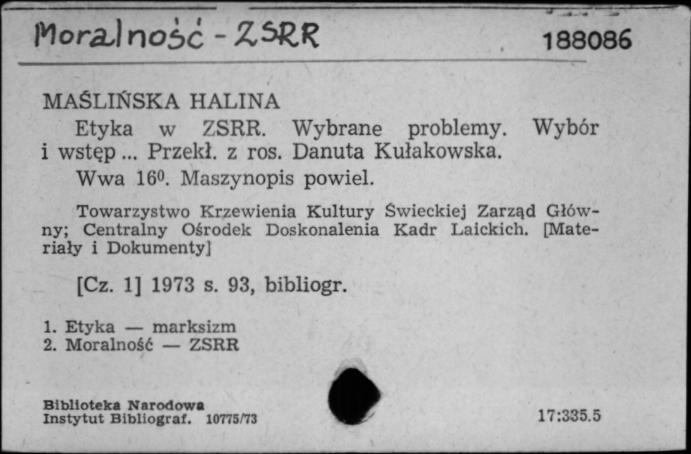 Moralność - ZSRR
188086
MAŚLIŃSKA HALINA
Etyka w ZSRR. Wybrane problemy. Wybór
i wstęp ... Przekł. z ros. Danuta Kułakowska.
Wwa 16⁰. Maszynopis powiel.
Towarzystwo Krzewienia Kultury Świeckiej Zarząd Głów-
ny; Centralny Ośrodek Doskonalenia Kadr Laickich. [Mate-
riały i Dokumenty]
[Cz. 1] 1973 s. 93, bibliogr.
1. Etyka — marksizm
2. Moralność — ZSRR
Biblioteka Narodowa
Instytut Bibliograf. 10775/73
17:335.5